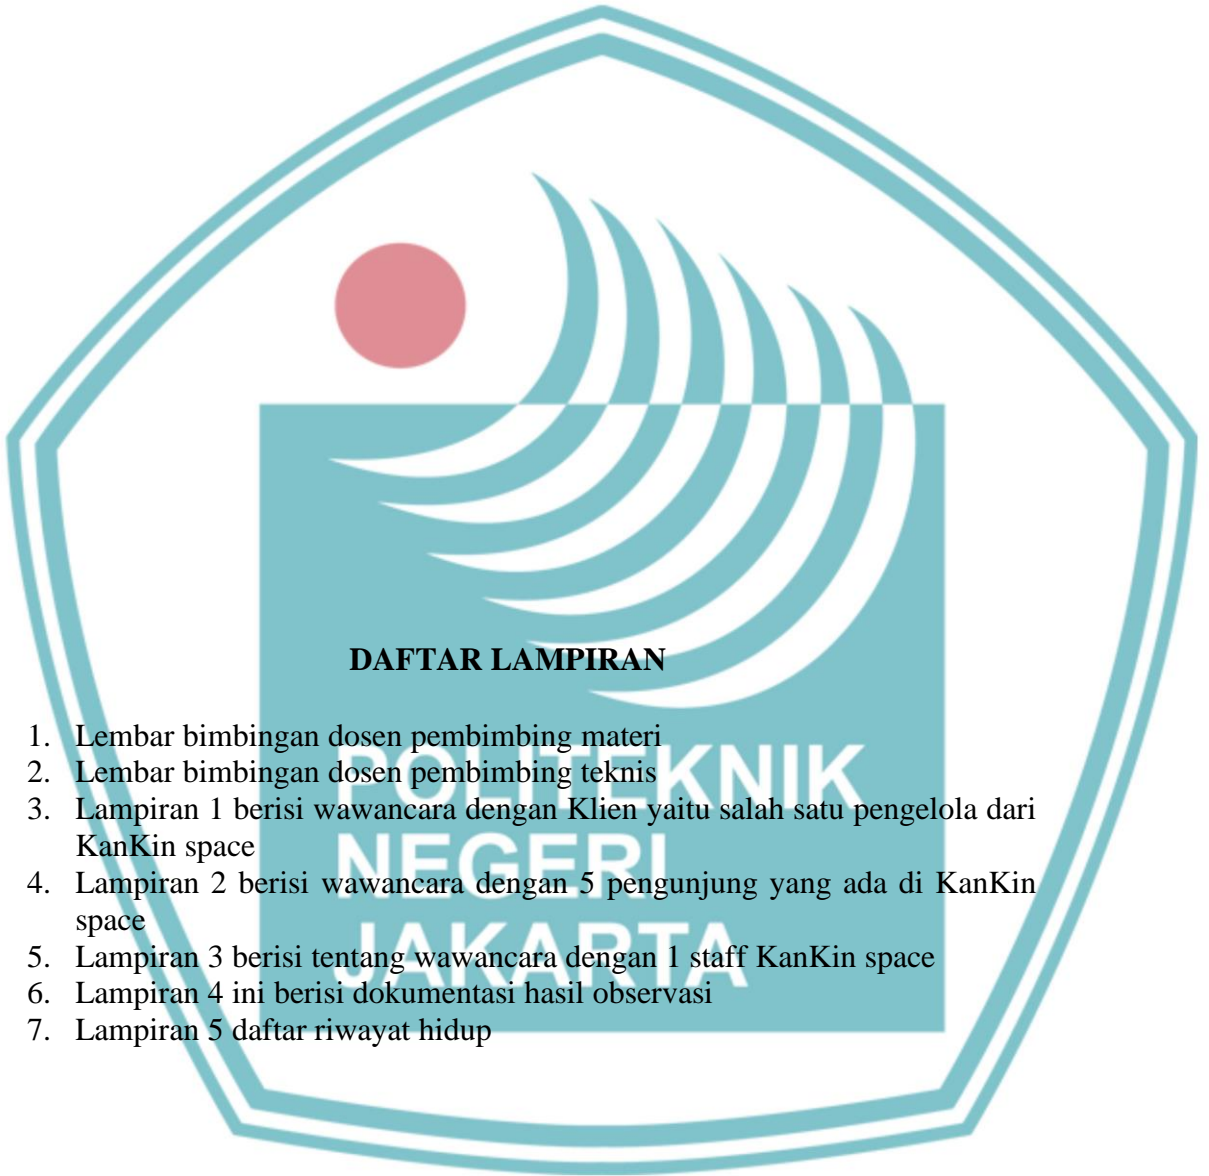 DAFTAR LAMPIRAN
1. Lembar bimbingan dosen pembimbing materi
2. Lembar bimbingan dosen pembimbing teknis
3. Lampiran 1 berisi wawancara dengan Klien yaitu salah satu pengelola dari
KanKin space
4. Lampiran 2 berisi wawancara dengan 5 pengunjung yang ada di KanKin
space
5. Lampiran 3 berisi tentang wawancara dengan 1 staff KanKin space
6. Lampiran 4 ini berisi dokumentasi hasil observasi
7. Lampiran 5 daftar riwayat hidup
POLITEKNIK
NEGERI
JAKARTA